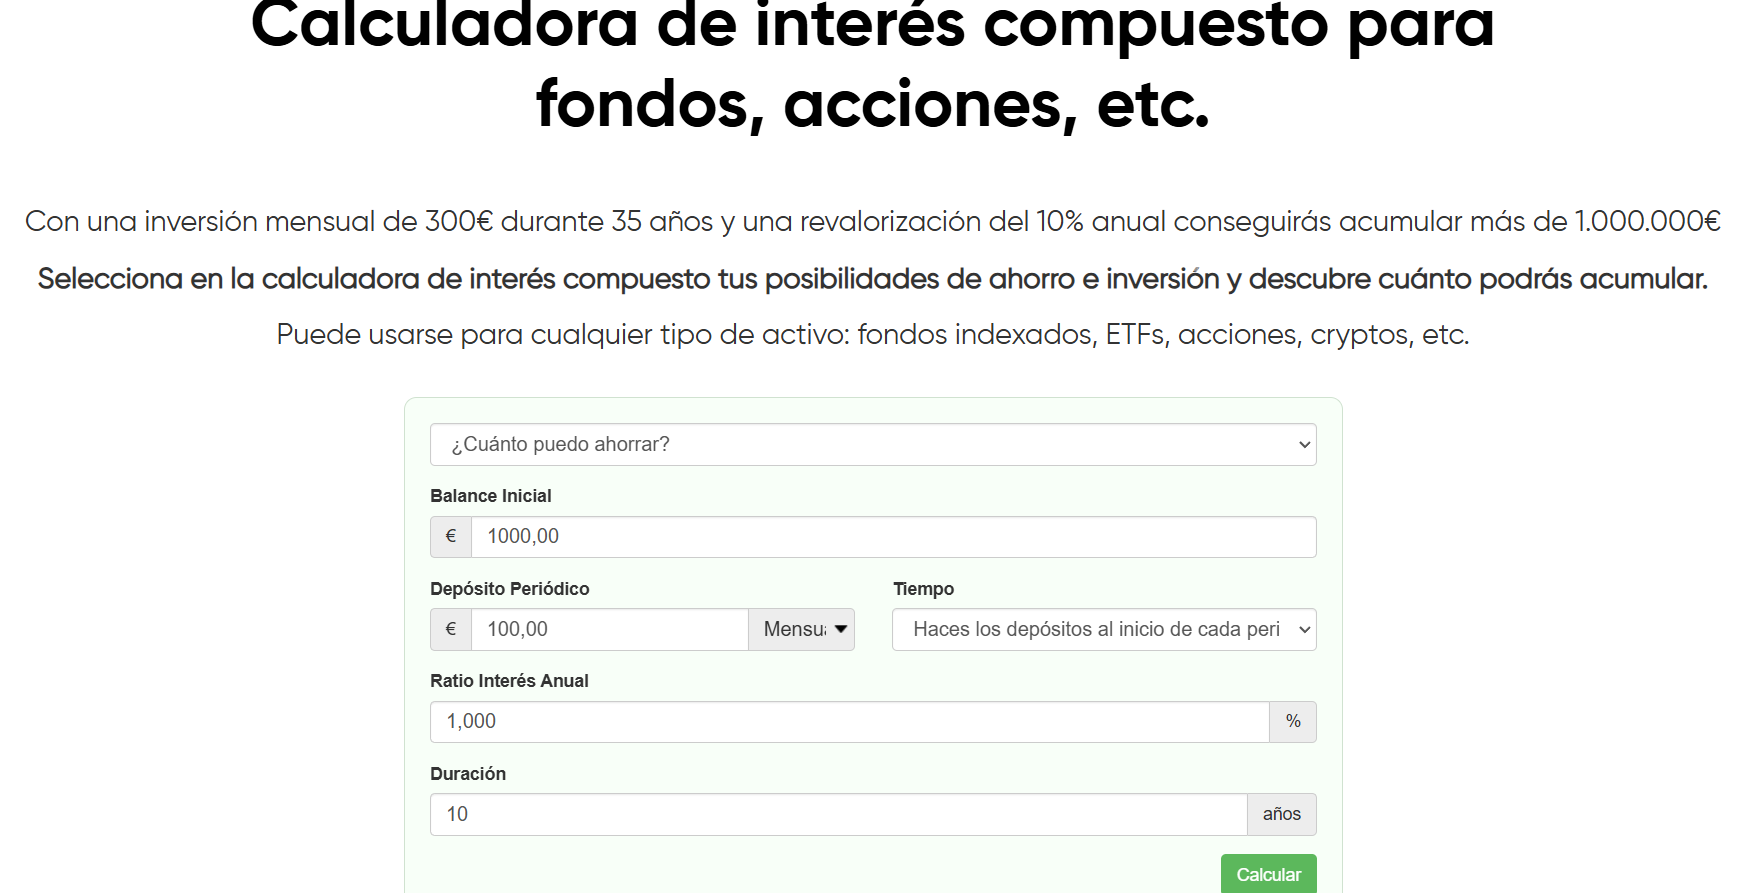 Calculadora de interés compuesto para
fondos, acciones, etc.
Con una inversión mensual de 300€ durante 35 años y una revalorización del 10% anual conseguirás acumular más de 1.000.000€
Selecciona en la calculadora de interés compuesto tus posibilidades de ahorro e inversión y descubre cuánto podrás acumular.
Puede usarse para cualquier tipo de activo: fondos indexados, ETFs, acciones, cryptos, etc.
¿Cuánto puedo ahorrar?
Balance Inicial
€ 1000,00
Depósito Periódico Tiempo
€ 100,00 Mensu Haces los depósitos al inicio de cada peri
Ratio Interés Anual
1,000 %
Duración
10 años
Calcular